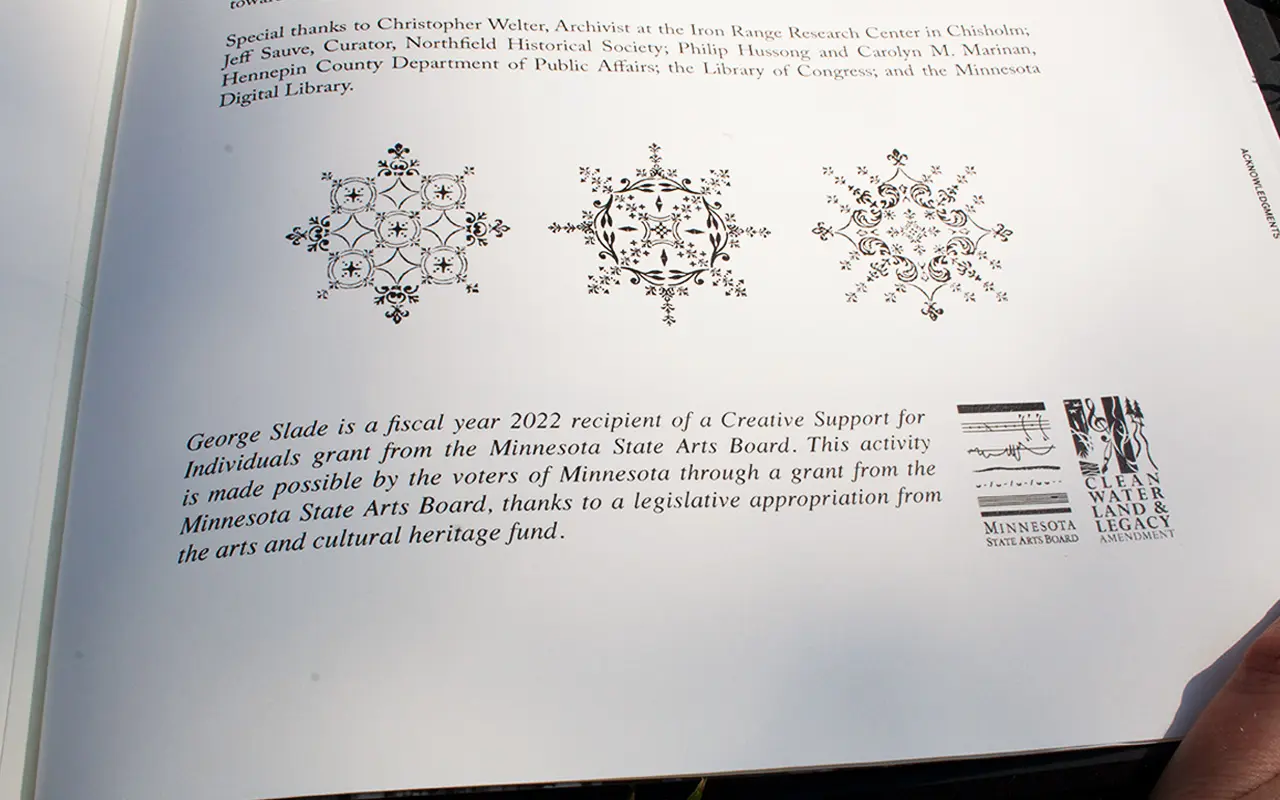 Special thanks to Christopher Welter, Archivist at the Iron Range Research Center in Chisholm;
Jeff Sauve, Curator, Northfield Historical Society; Philip Hussong and Carolyn M. Marinan,
Hennepin County Department of Public Affairs; the Library of Congress; and the Minnesota
Digital Library.
ACKNOWLEDGMENTS
George Slade is a fiscal year 2022 recipient of a Creative Support for
Individuals grant from the Minnesota State Arts Board. This activity
is made possible by the voters of Minnesota through a grant from the
Minnesota State Arts Board, thanks to a legislative appropriation from
the arts and cultural heritage fund.
MINNESOTA
STATE ARTS BOARD
CLEAN
WATER
LAND &
LEGACY
AMENDMENT